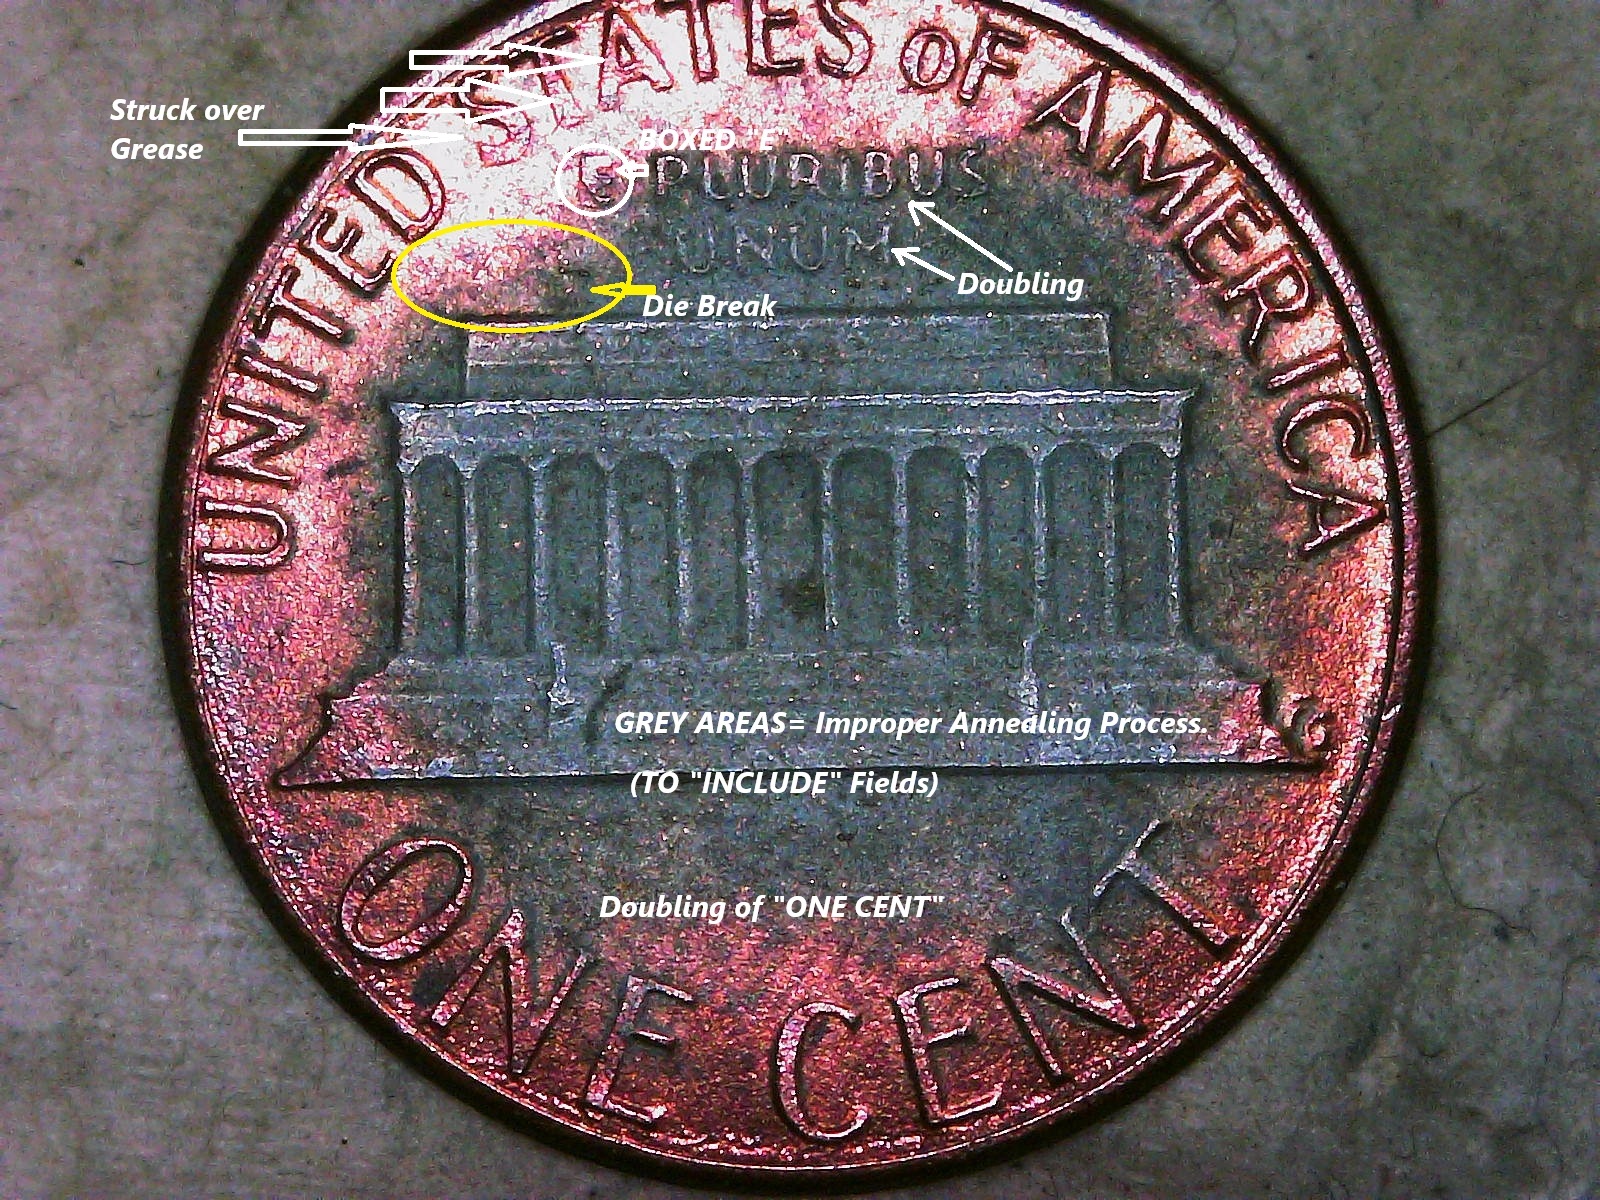 UNITED STATES oF AMERICA
Struck over
Grease
BOXED "E"
E PLURIBUS
UNUM
Doubling
Die Break
GREY AREAS= Improper Annealing Process.
(TO "INCLUDE" Fields)
Doubling of "ONE CENT"
ONE CENT